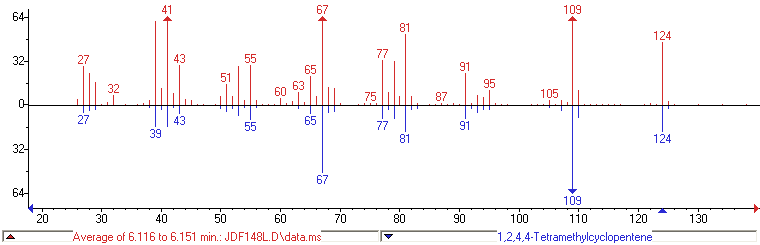 64 41 67 109
81
124
32 27 43 51 55 60 63 65 75 77 87 91 95 105
32
0
27 39 43 55 65 77 81 91 124
32
67
64
109
20 30 40 50 60 70 80 90 100 110 120 130
Average of 6.116 to 6.151 min.: JDF148L.D\data.ms
1,2,4,4-Tetramethylcyclopentene